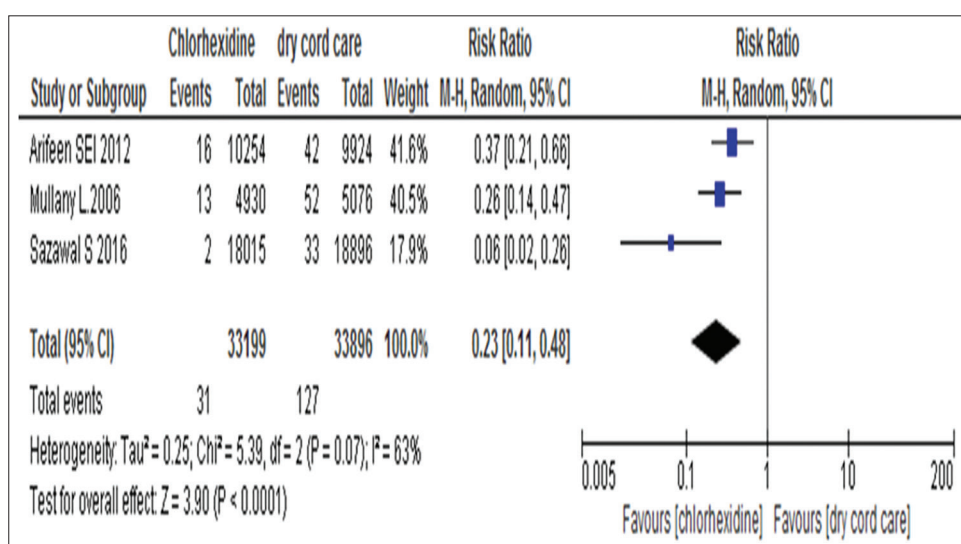 Chlorhexidine dry cord care Risk Ratio Risk Ratio
Study or Subgroup Events Total Events Total Weight M-H, Random, 95% CI M-H, Random, 95% CI
Arifeen SEI 2012 16 10254 42 9924 41.6% 0.37 [0.21, 0.66]
Mullany L.2006 13 4930 52 5076 40.5% 0.26 [0.14, 0.47]
Sazawal S 2016 2 18015 33 18896 17.9% 0.06 [0.02, 0.26]
Total (95% CI) 33199 33896 100.0% 0.23 [0.11, 0.48]
Total events 31 127
Heterogeneity: Tau² = 0.25; Chi² = 5.39, df = 2 (P = 0.07); I² = 63%
Test for overall effect: Z = 3.90 (P < 0.0001)
0.005 0.1 1 10 200
Favours [chlorhexidine] Favours [dry cord care]